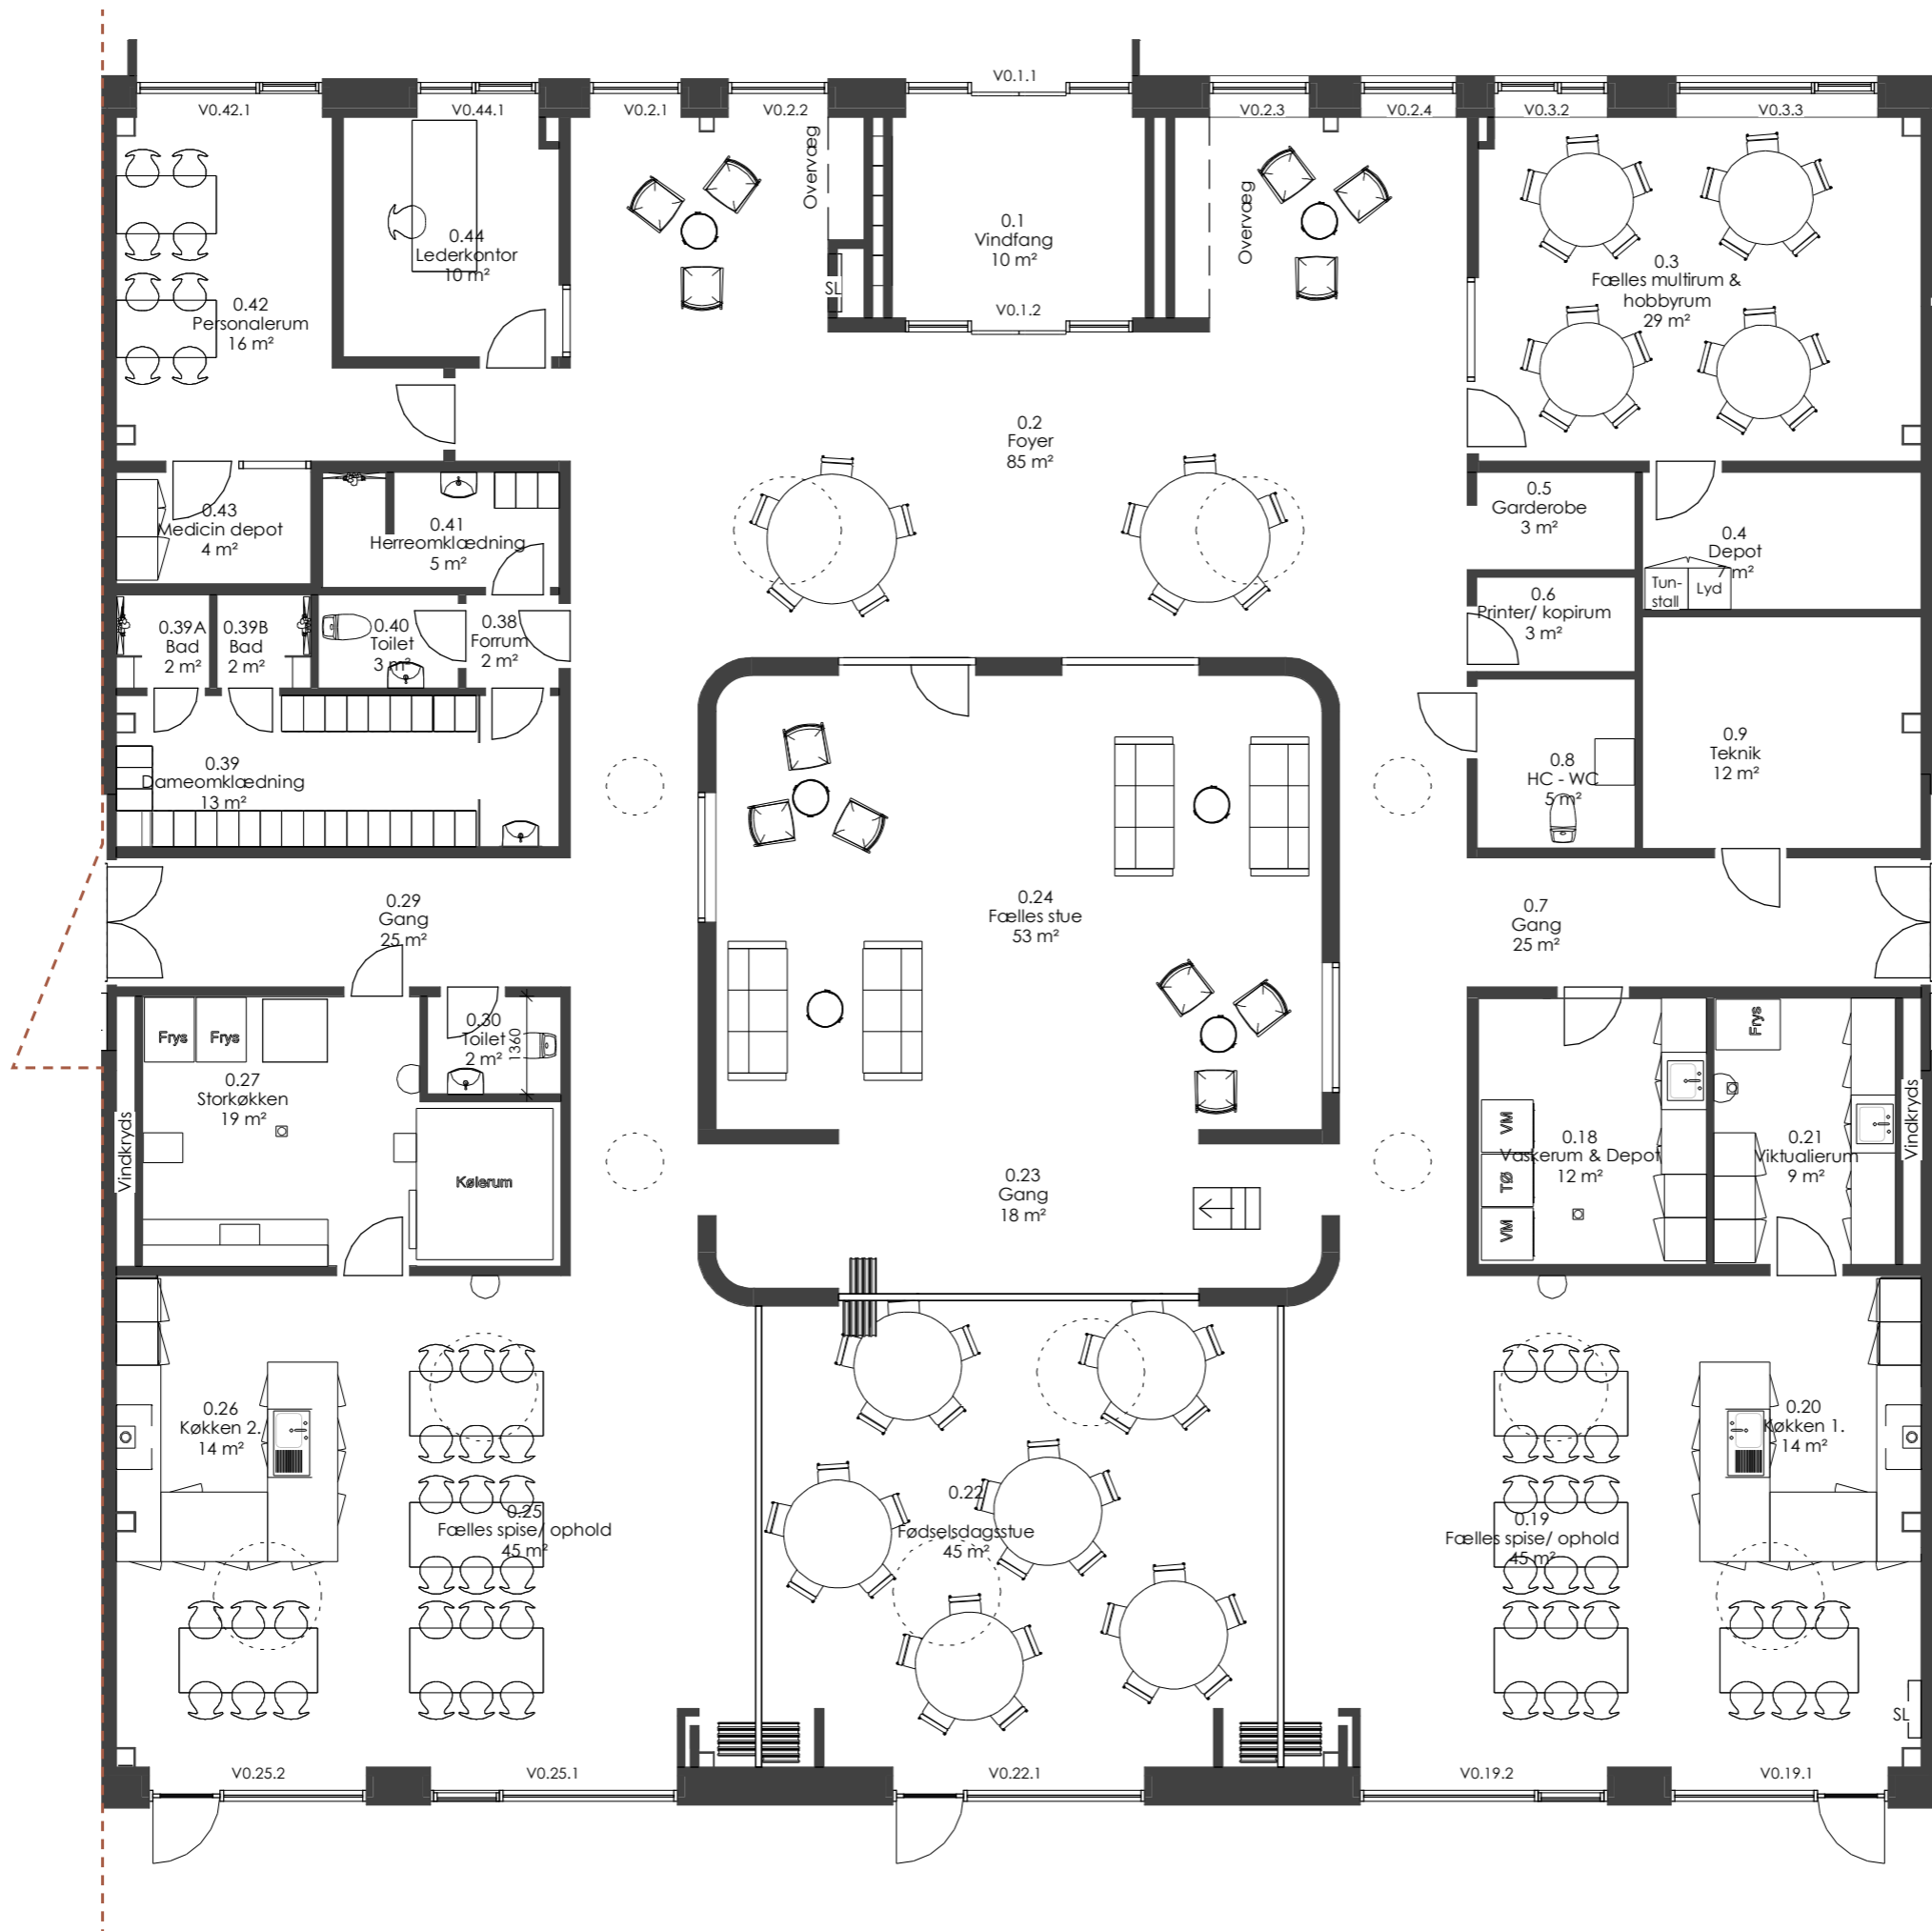 V0.1.1
V0.42.1
V0.44.1
V0.2.1
V0.2.2
V0.2.3
V0.2.4
V0.3.2
V0.3.3
Overvæg
Overvæg
0.1
Vindfang
10 m²
0.44
Lederkontor
10 m²
0.3
Fælles multirum &
hobbyrum
29 m²
SL
V0.1.2
0.42
Personalerum
16 m²
0.2
Foyer
85 m²
0.43
Medicin depot
4 m²
0.41
Herreomklædning
5 m²
0.5
Garderobe
3 m²
0.4
Depot
7 m²
Tun-
stall
Lyd
0.6
Printer/ kopirum
3 m²
0.39A
Bad
2 m²
0.39B
Bad
2 m²
0.40
Toilet
3 m²
0.38
Forrum
2 m²
0.39
Dameomklædning
13 m²
0.8
HC - WC
5 m²
0.9
Teknik
12 m²
0.29
Gang
25 m²
0.24
Fælles stue
53 m²
0.7
Gang
25 m²
Frys
Frys
0.30
Toilet
2 m²
1360
Frys
0.27
Storkøkken
19 m²
Vindkryds
Kølerum
VM
TØ
VM
0.18
Vaskerum & Depot
12 m²
0.21
Viktualierum
9 m²
Vindkryds
0.23
Gang
18 m²
0.26
Køkken 2.
14 m²
0.25
Fælles spise/ ophold
45 m²
0.22
Fødselsdagsstue
45 m²
0.19
Fælles spise/ ophold
45 m²
0.20
Køkken 1.
14 m²
SL
V0.25.2
V0.25.1
V0.22.1
V0.19.2
V0.19.1